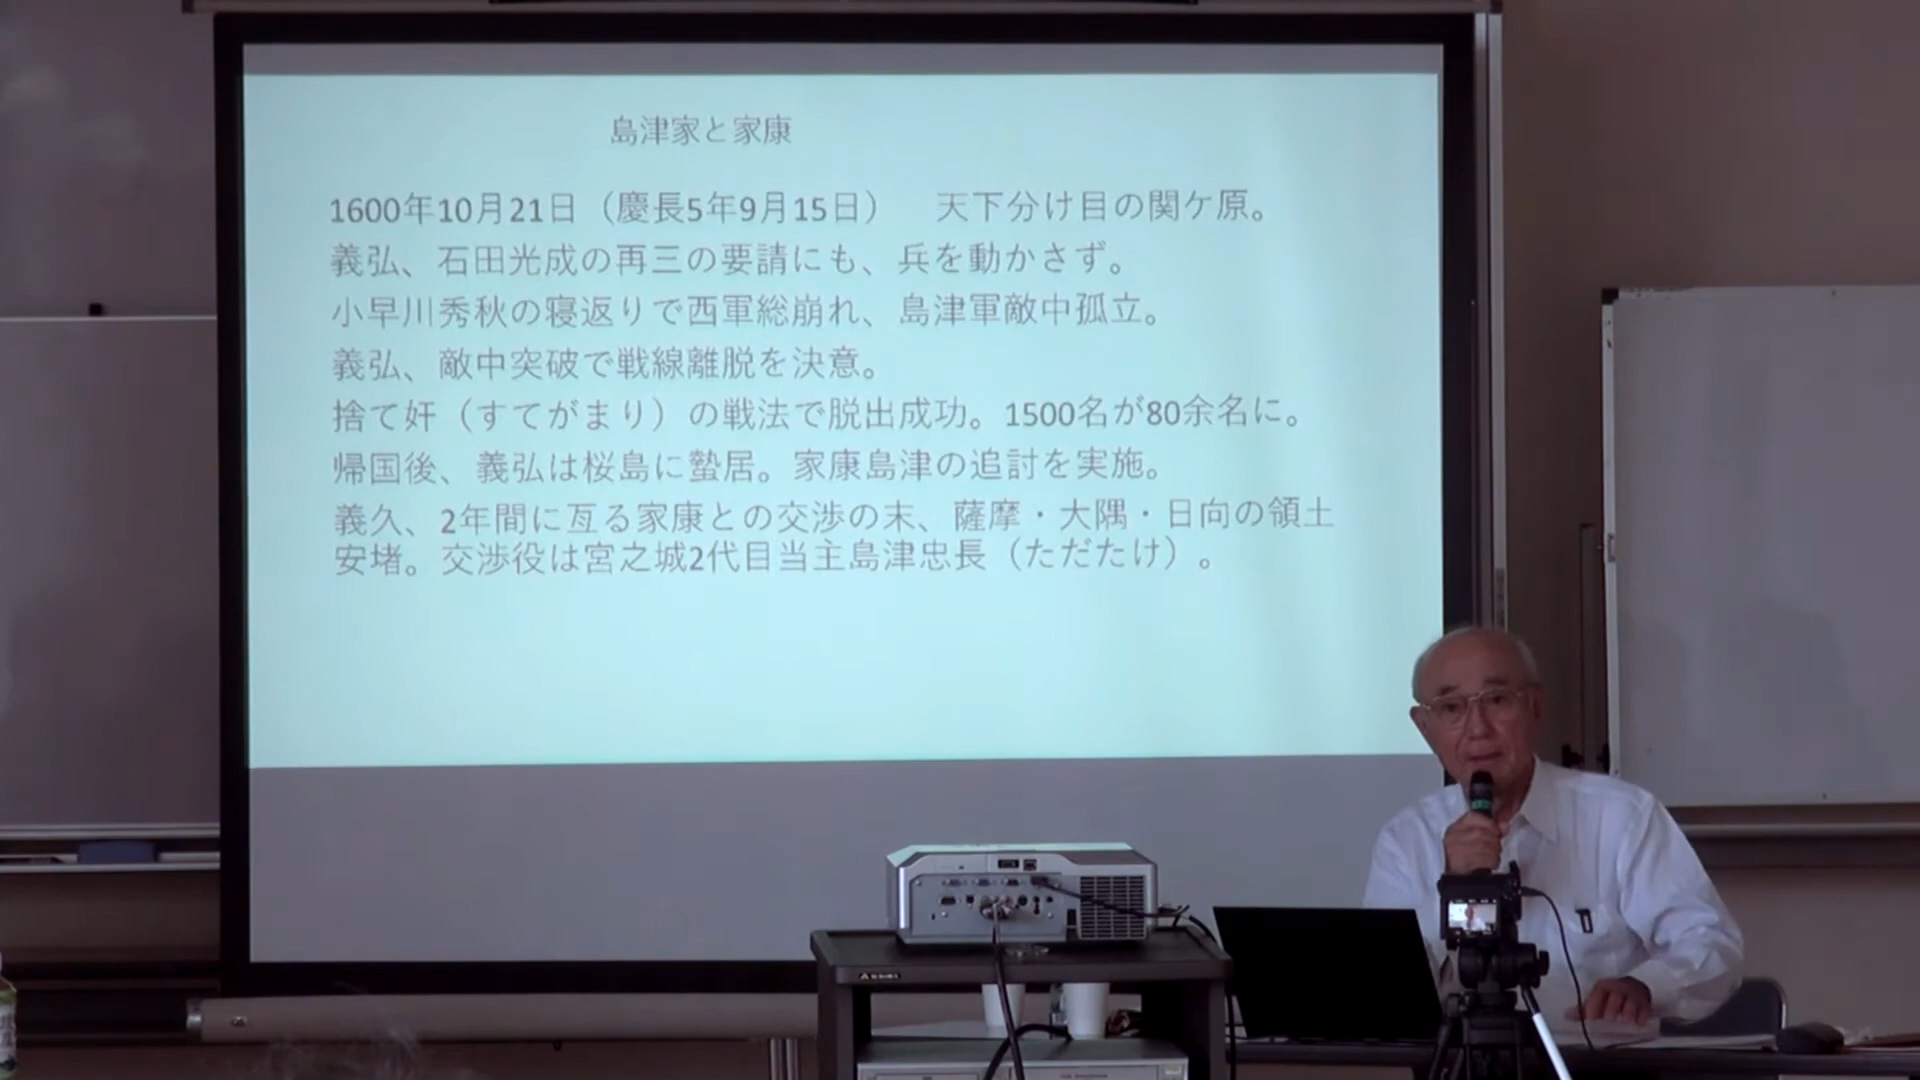 島津家と家康
1600年10月21日（慶長5年9月15日）　天下分け目の関ケ原。
義弘、石田光成の再三の要請にも、兵を動かさず。
小早川秀秋の寝返りで西軍総崩れ、島津軍敵中孤立。
義弘、敵中突破で戦線離脱を決意。
捨て奸（すてがまり）の戦法で脱出成功。1500名が80余名に。
帰国後、義弘は桜島に蟄居。家康島津の追討を実施。
義久、2年間に亙る家康との交渉の末、薩摩・大隅・日向の領土
安堵。交渉役は宮之城2代目当主島津忠長（ただたけ）。